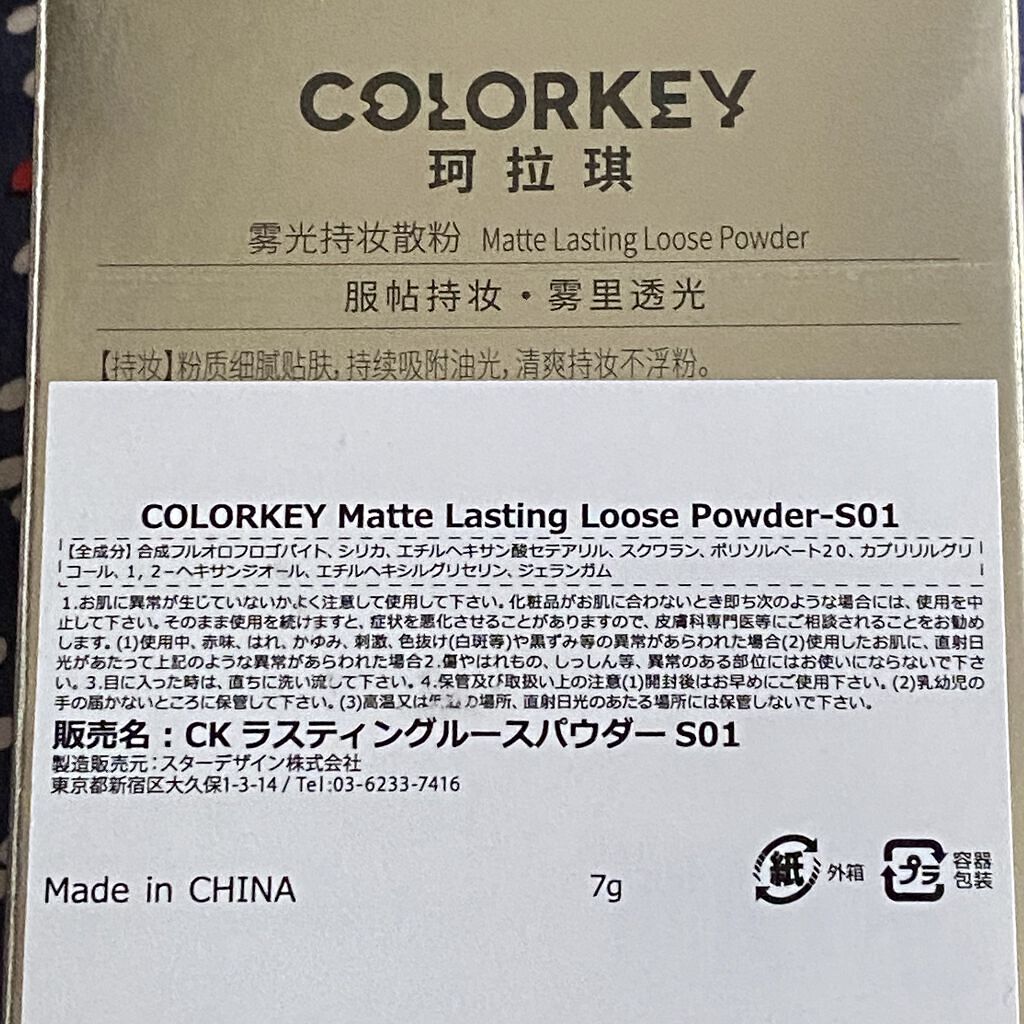 COLORKEY
珂拉琪
雾光持妆散粉 Matte Lasting Loose Powder
服帖持妆・雾里透光
【持妆】粉质细腻贴肤,持续吸附油光,清爽持妆不浮粉。
COLORKEY Matte Lasting Loose Powder-S01
【全成分】合成フルオロフロゴパイト、シリカ、エチルヘキサン酸セテアリル、スクワラン、ポリソルベート20、カプリリルグリ
コール、1, 2-ヘキサンジオール、エチルヘキシルグリセリン、ジェランガム
1.お肌に異常が生じていないかよく注意して使用して下さい。化粧品がお肌に合わないとき即ち次のような場合には、使用を中
止して下さい。そのまま使用を続けますと、症状を悪化させることがありますので、皮膚科専門医等にご相談されることをお勧め
します。(1)使用中、赤味、はれ、かゆみ、刺激、色抜け(白斑等)や黒ずみ等の異常があらわれた場合(2)使用したお肌に、直射日
光があたって上記のような異常があらわれた場合2.傷やはれもの、しっしん等、異常のある部位にはお使いにならないで下さ
い。3.目に入った時は、直ちに洗い流して下さい。4.保管及び取扱い上の注意(1)開封後はお早めにご使用下さい。(2)乳幼児の
手の届かないところに保管して下さい。(3)高温又は の場所、直射日光のあたる場所には保管しないで下さい。
販売名：CK ラスティングルースパウダー S01
製造販売元：スターデザイン株式会社
東京都新宿区大久保1-3-14 / Tel:03-6233-7416
Made in CHINA 7g 紙 外箱 プラ 容器
包装